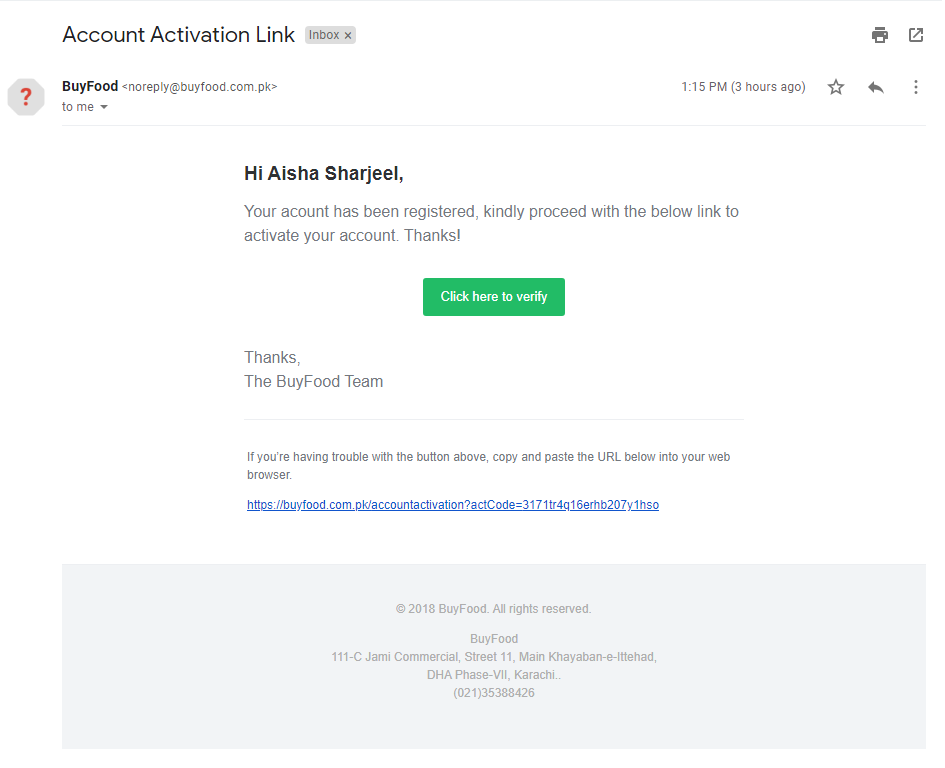 Account Activation Link Inbox x
BuyFood <noreply@buyfood.com.pk> 1:15 PM (3 hours ago)
?
to me
Hi Aisha Sharjeel,
Your acount has been registered, kindly proceed with the below link to
activate your account. Thanks!
Click here to verify
Thanks,
The BuyFood Team
If you're having trouble with the button above, copy and paste the URL below into your web
browser.
https://buyfood.com.pk/accountactivation?actCode=3171tr4q16erhb207y1hso
© 2018 BuyFood. All rights reserved.
BuyFood
111-C Jami Commercial, Street 11, Main Khayaban-e-Ittehad,
DHA Phase-VII, Karachi..
(021)35388426